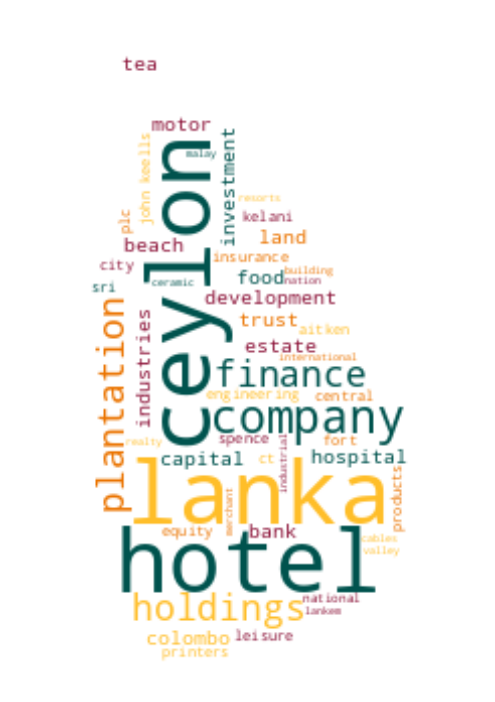 tea
motor
malay
john keells
investment
ceylon
resorts
plc
kelani
land
beach
insurance
city
building
food
nation
ceramic
sri
development
plantation
industries
trust
aitken
estate
international
finance
engineering
central
company
realty
spence
fort
industrial
capital
ct
hospital
lanka
products
merchant
equity
bank
hotel
cables
valley
holdings
national
lankem
colombo
leisure
printers